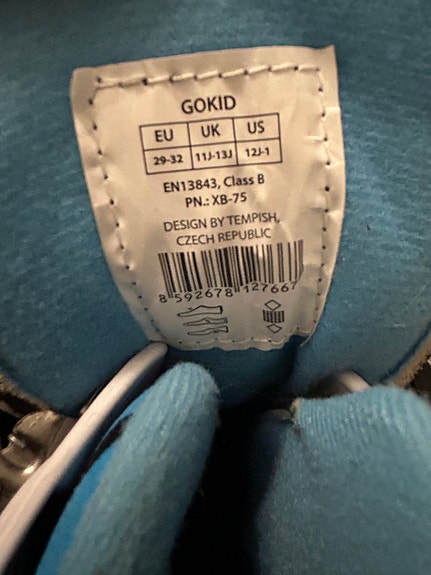 GOKID
EU UK US
29-32 11J-13J 12J-1
EN13843, Class B
PN.: XB-75
DESIGN BY TEMPISH,
CZECH REPUBLIC
8 592678 127667